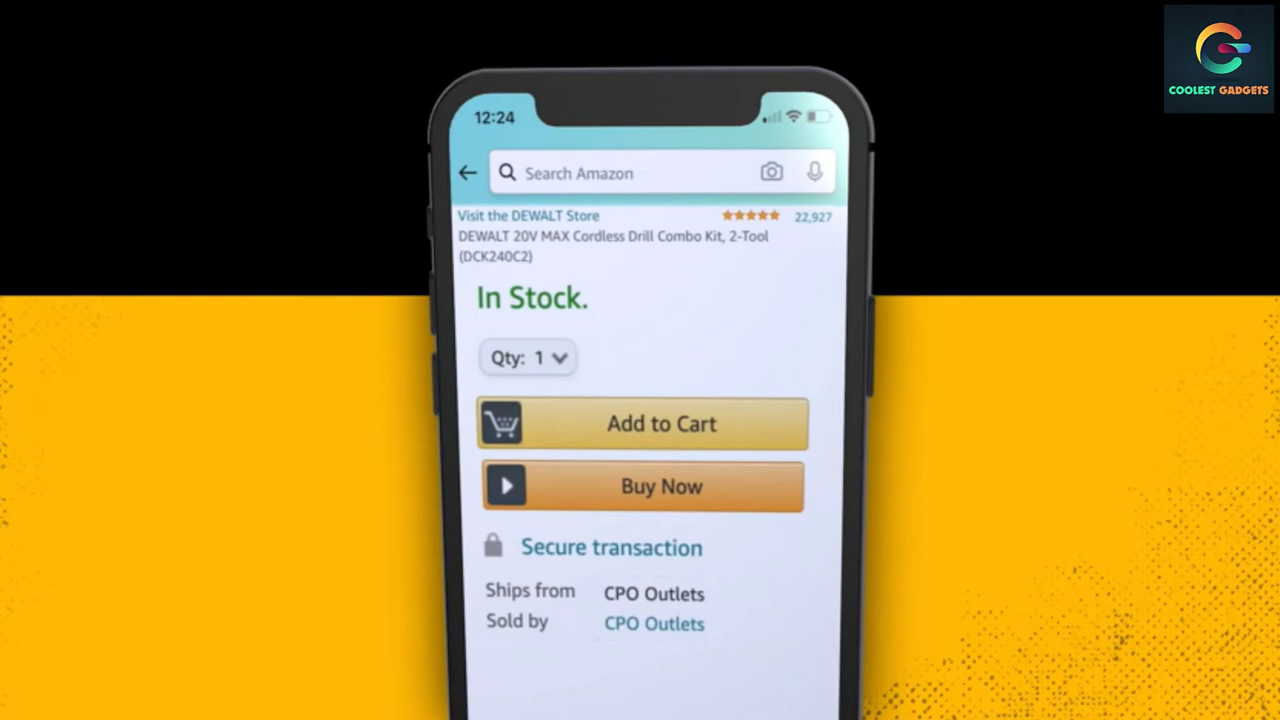 COOLEST GADGETS
12:24
Search Amazon
Visit the DEWALT Store
22,927
DEWALT 20V MAX Cordless Drill Combo Kit, 2-Tool
(DCK240C2)
In Stock.
Qty: 1
Add to Cart
Buy Now
Secure transaction
Ships from CPO Outlets
Sold by CPO Outlets